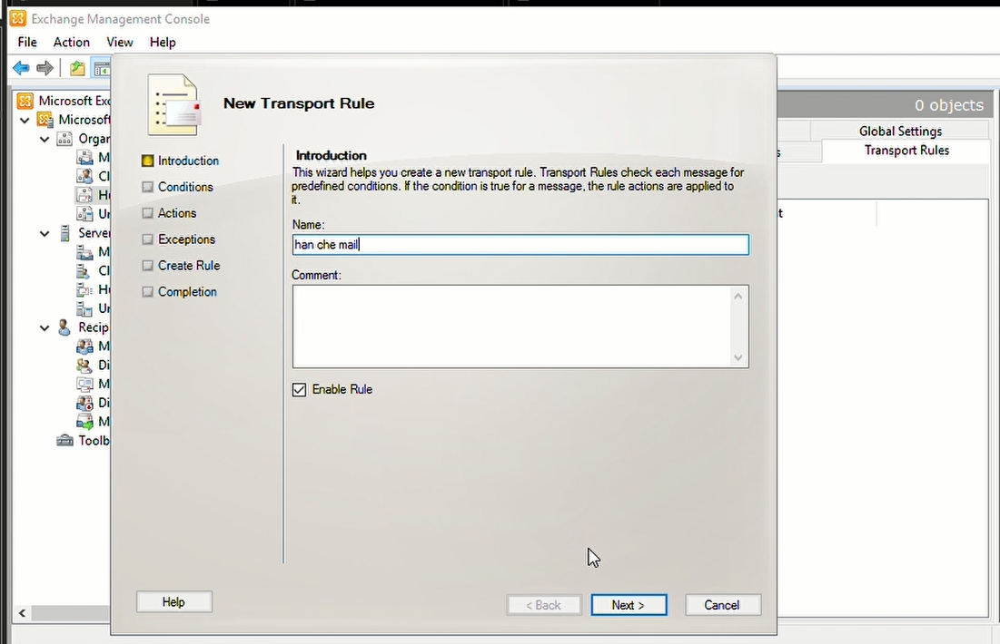 Exchange Management Console
File Action View Help
Microsoft Exc
0 objects
Microsoft
Global Settings
Organ
Transport Rules
New Transport Rule
Introduction
Conditions
Actions
Exceptions
Create Rule
Completion
Introduction
This wizard helps you create a new transport rule. Transport Rules check each message for
predefined conditions. If the condition is true for a message, the rule actions are applied to
it.
Name:
han che mail
Comment:
Enable Rule
M
Cl
Hu
Un
Server
M
Cl
Hu
Un
Recip
M
Di
M
Di
M
Toolb
s
t
Help
< Back
Next >
Cancel